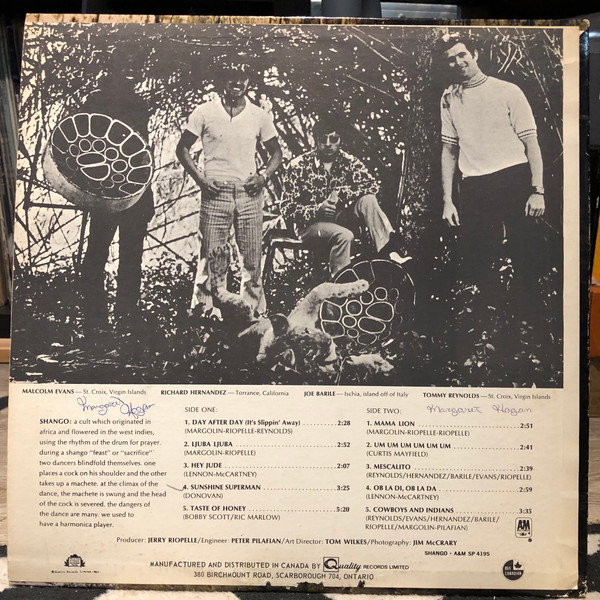 MALCOLM EVANS — St. Croix, Virgin Islands
RICHARD HERNANDEZ — Torrance, California
JOE BARILE — Ischia, island off of Italy
TOMMY REYNOLDS — St. Croix, Virgin Islands
Margaret Hogan
SHANGO: a cult which originated in
africa and flowered in the west indies,
using the rhythm of the drum for prayer.
during a shango "feast" or "sacrifice"
two dancers blindfold themselves. one
places a cock on his shoulder and the other
takes up a machete. at the climax of the
dance, the machete is swung and the head
of the cock is severed. the dangers of
the dance are many. we used to
have a harmonica player.
SIDE ONE:
1. DAY AFTER DAY (It's Slippin' Away) 2:28
(MARGOLIN-RIOPELLE-REYNOLDS)
2. LJUBA LJUBA 2:52
(MARGOLIN-RIOPELLE-RIOPELLE)
3. HEY JUDE 2:07
(LENNON-McCARTNEY)
4. SUNSHINE SUPERMAN 3:25
(DONOVAN)
5. TASTE OF HONEY 5:20
(BOBBY SCOTT/RIC MARLOW)
SIDE TWO: Margaret Hogan
1. MAMA LION 2:51
(MARGOLIN-RIOPELLE-RIOPELLE)
2. UM UM UM UM UM UM 2:41
(CURTIS MAYFIELD)
3. MESCALITO 2:39
(REYNOLDS/HERNANDEZ/BARILE/EVANS/RIOPELLE)
4. OB LA DI, OB LA DA 2:59
(LENNON-McCARTNEY)
5. COWBOYS AND INDIANS 3:35
(REYNOLDS/EVANS/HERNANDEZ/BARILE/
RIOPELLE/MARGOLIN-PILAFIAN)
A&M
RECORDS
Producer: JERRY RIOPELLE/Engineer: PETER PILAFIAN/Art Director: TOM WILKES/Photography: JIM McCRARY
SHANGO · A&M SP 4195
MANUFACTURED AND DISTRIBUTED IN CANADA BY Quality RECORDS LIMITED
380 BIRCHMOUNT ROAD, SCARBOROUGH 704, ONTARIO